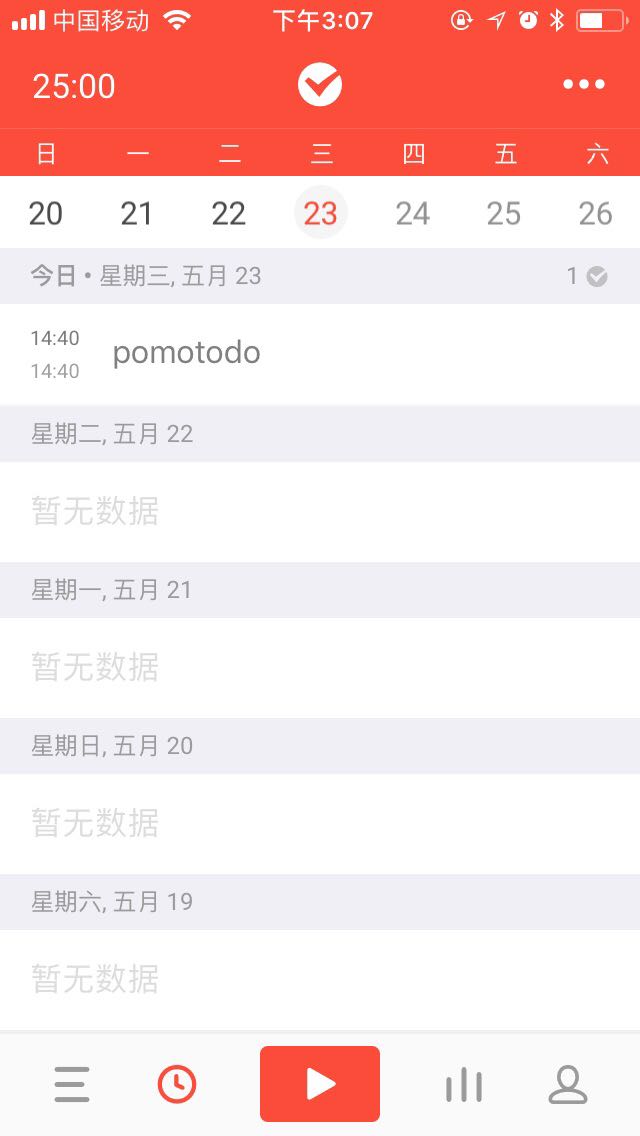 中国移动 下午3:07
25:00
日 一 二 三 四 五 六
20 21 22 23 24 25 26
今日 • 星期三, 五月 23 1
14:40 pomotodo
14:40
星期二, 五月 22
暂无数据
星期一, 五月 21
暂无数据
星期日, 五月 20
暂无数据
星期六, 五月 19
暂无数据